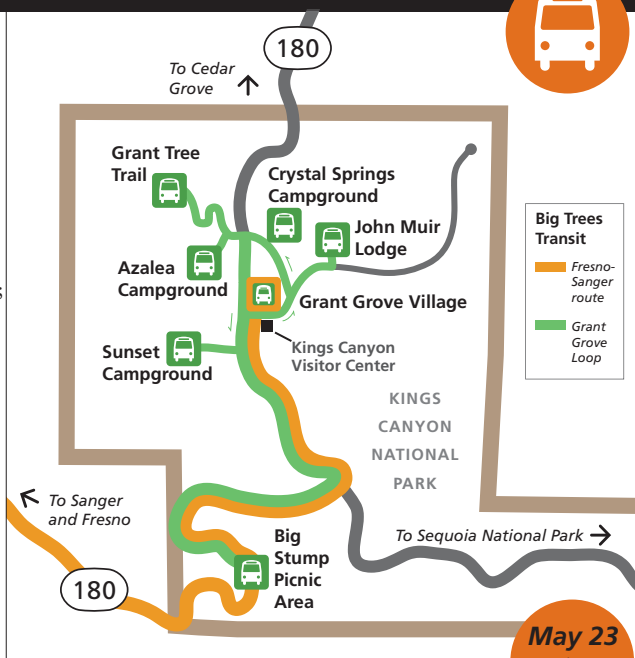 180
To Cedar
Grove
Grant Tree
Trail
Crystal Springs
Campground
John Muir
Lodge
Azalea
Campground
Grant Grove Village
Kings Canyon
Visitor Center
Sunset
Campground
KINGS
CANYON
NATIONAL
PARK
Big Trees
Transit
Fresno-
Sanger
route
Grant
Grove
Loop
To Sanger
and Fresno
To Sequoia National Park
Big
Stump
Picnic
Area
180
May 23